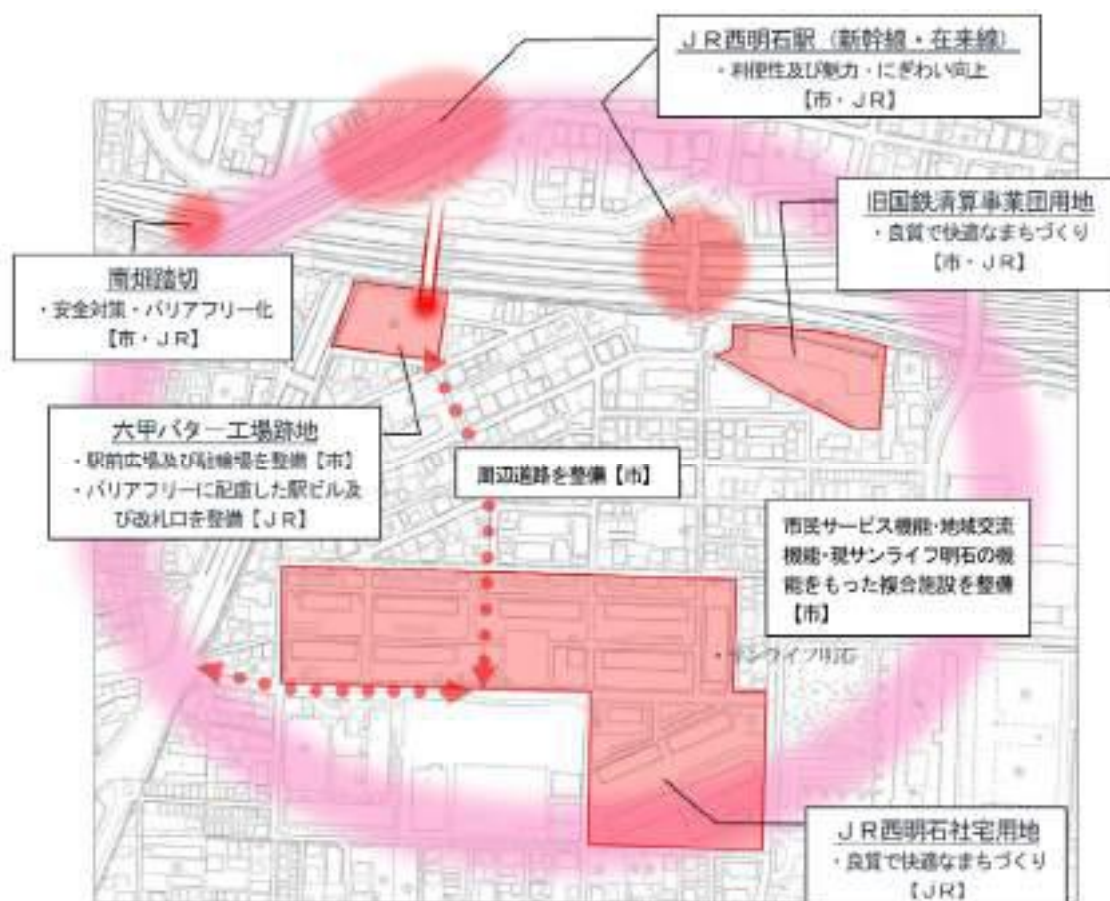 JR西明石駅（新幹線・在来線）
・利便性及び魅力・にぎわい向上
【市・JR】
旧国鉄清算事業団用地
・良質で快適なまちづくり
【市・JR】
南畑踏切
・安全対策・バリアフリー化
【市・JR】
六甲バター工場跡地
・駅前広場及び駐輪場を整備【市】
・バリアフリーに配慮した駅ビル及
び改札口を整備【JR】
周辺道路を整備【市】
市民サービス機能・地域交流
機能・現サンライフ明石の機
能をもった複合施設を整備
【市】
サンライフ明石
JR西明石社宅用地
・良質で快適なまちづくり
【JR】